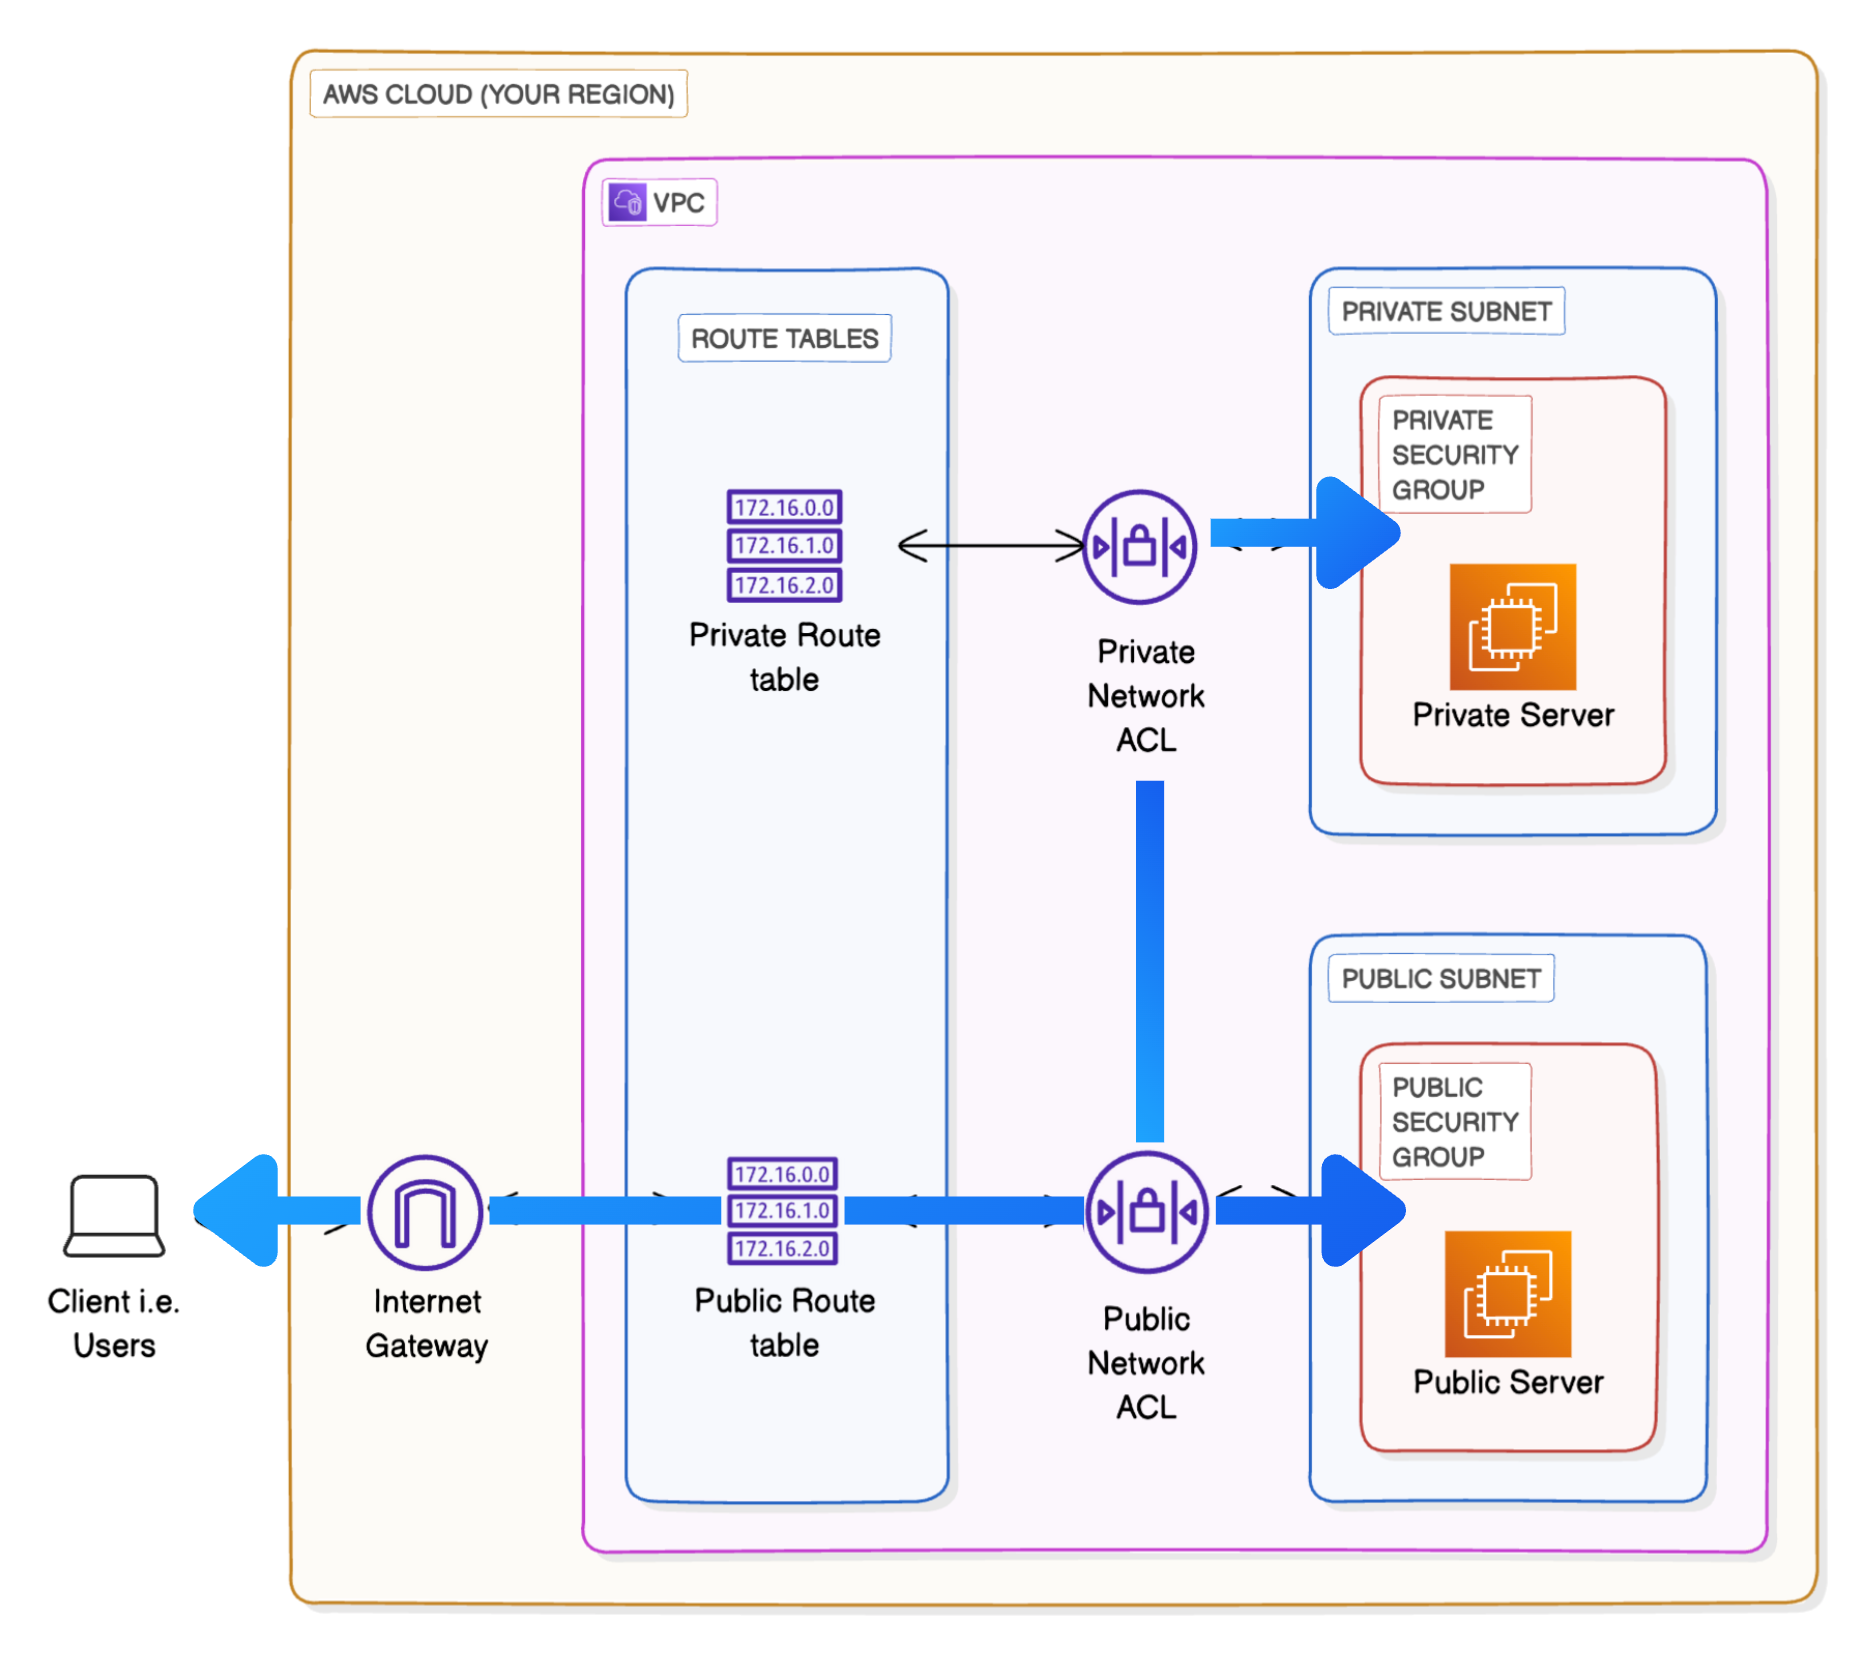 AWS CLOUD (YOUR REGION)
VPC
ROUTE TABLES
PRIVATE SUBNET
PRIVATE
SECURITY
GROUP
172.16.0.0
172.16.1.0
172.16.2.0
Private Route
table
Private
Network
ACL
Private Server
PUBLIC SUBNET
PUBLIC
SECURITY
GROUP
172.16.0.0
172.16.1.0
172.16.2.0
Client i.e.
Users
Internet
Gateway
Public Route
table
Public
Network
ACL
Public Server